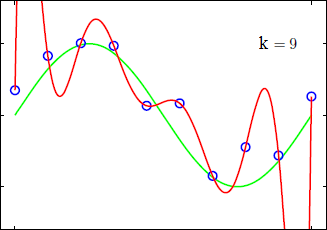 k = 9